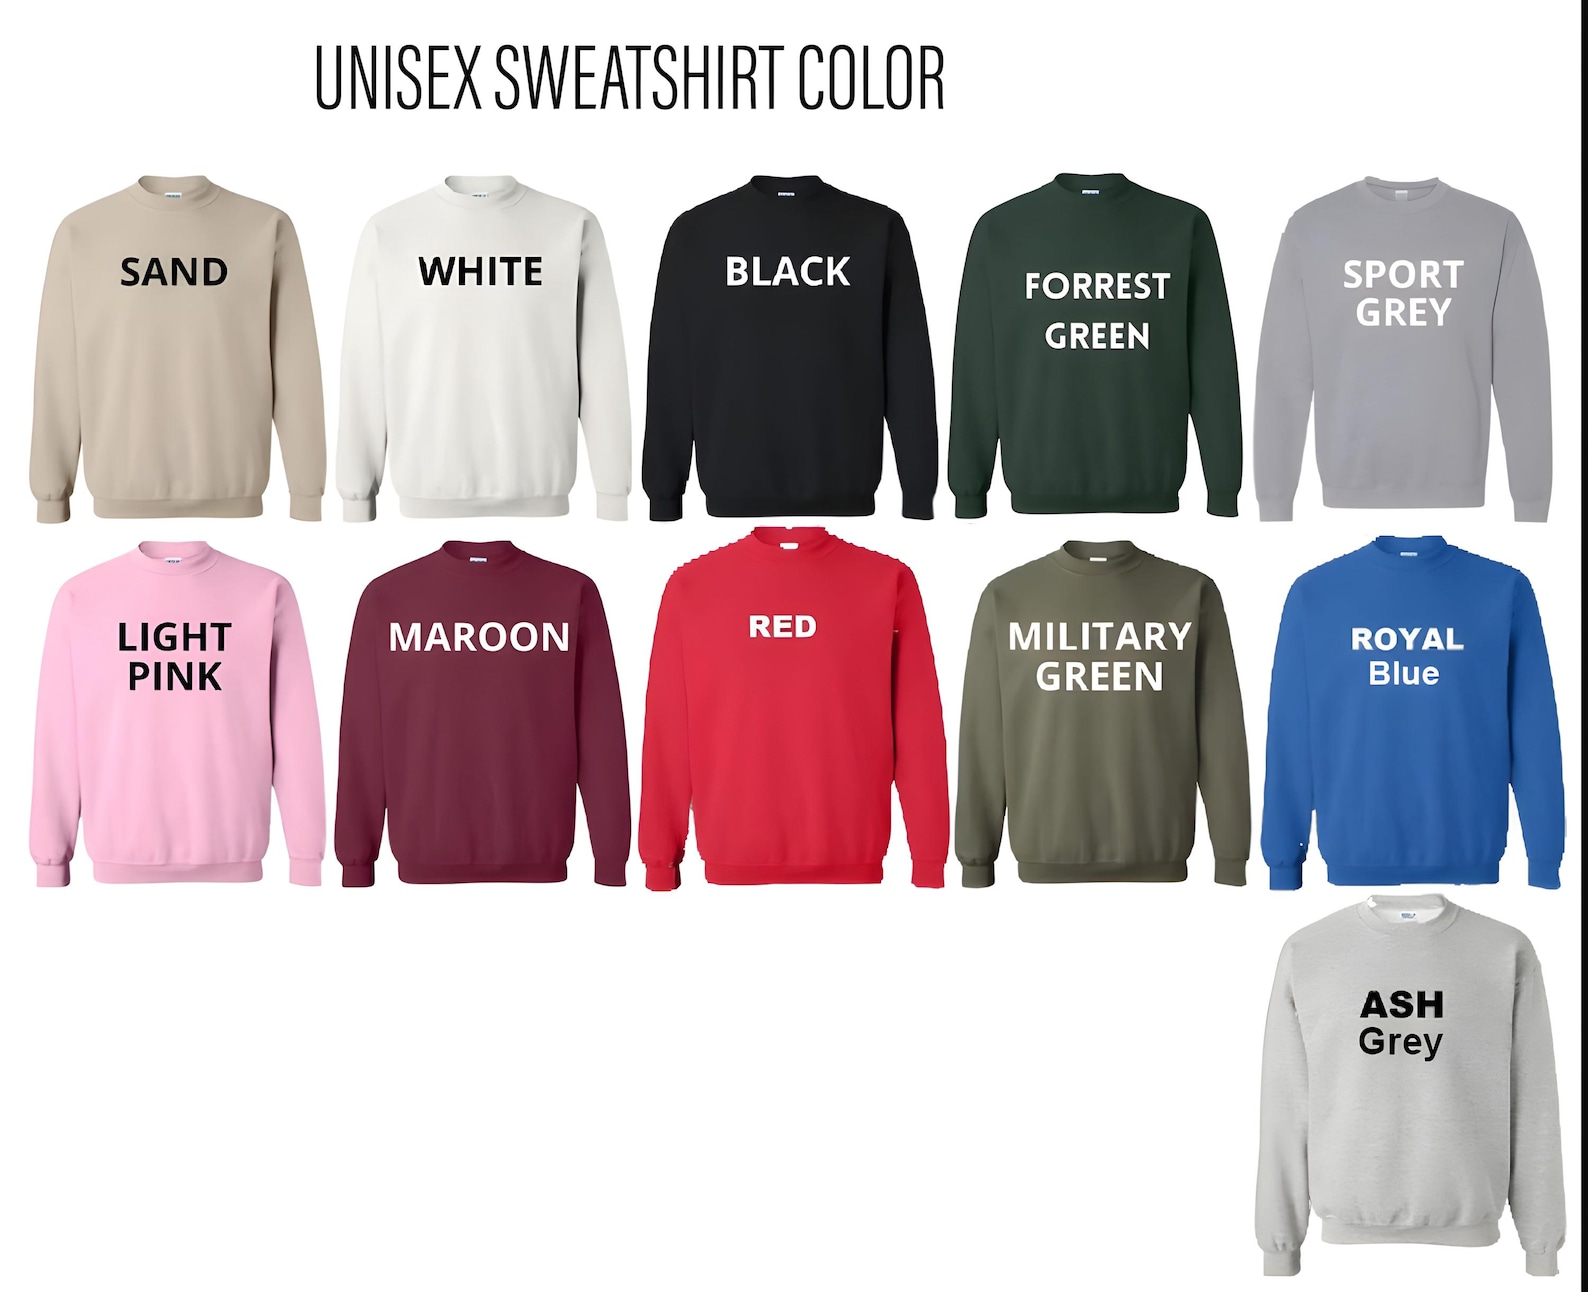 UNISEX SWEATSHIRT COLOR
SAND
WHITE
BLACK
FORREST
GREEN
SPORT
GREY
LIGHT
PINK
MAROON
RED
MILITARY
GREEN
ROYAL
Blue
ASH
Grey